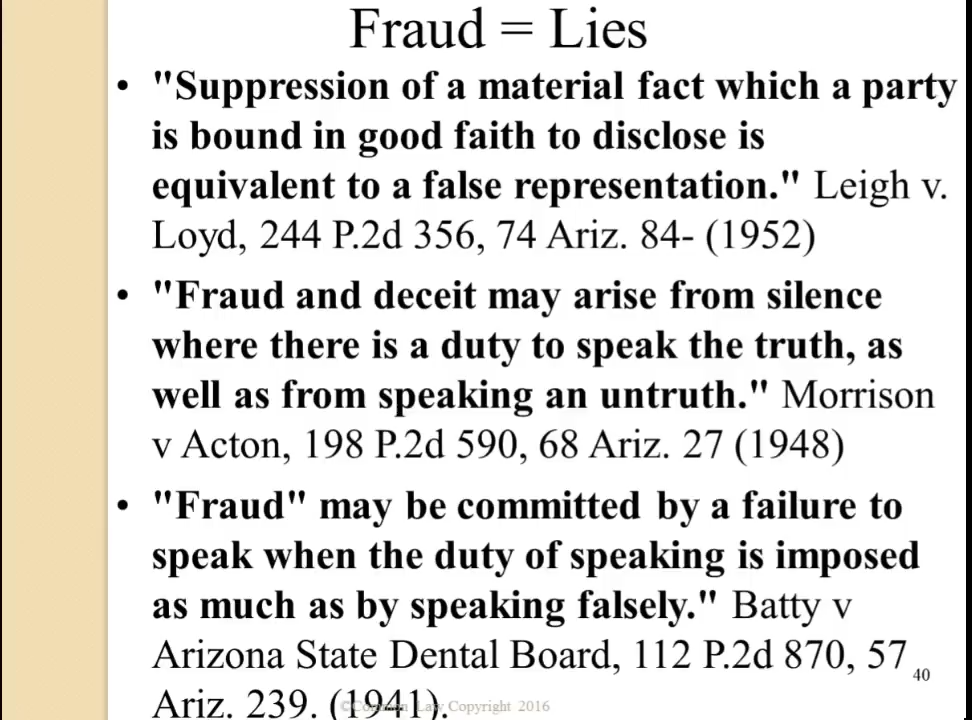 Fraud = Lies
• "Suppression of a material fact which a party
is bound in good faith to disclose is
equivalent to a false representation." Leigh v.
Loyd, 244 P.2d 356, 74 Ariz. 84- (1952)
• "Fraud and deceit may arise from silence
where there is a duty to speak the truth, as
well as from speaking an untruth." Morrison
v Acton, 198 P.2d 590, 68 Ariz. 27 (1948)
• "Fraud" may be committed by a failure to
speak when the duty of speaking is imposed
as much as by speaking falsely." Batty v
Arizona State Dental Board, 112 P.2d 870, 57
40
Ariz. 239. (1941).
©Common Law Copyright 2016